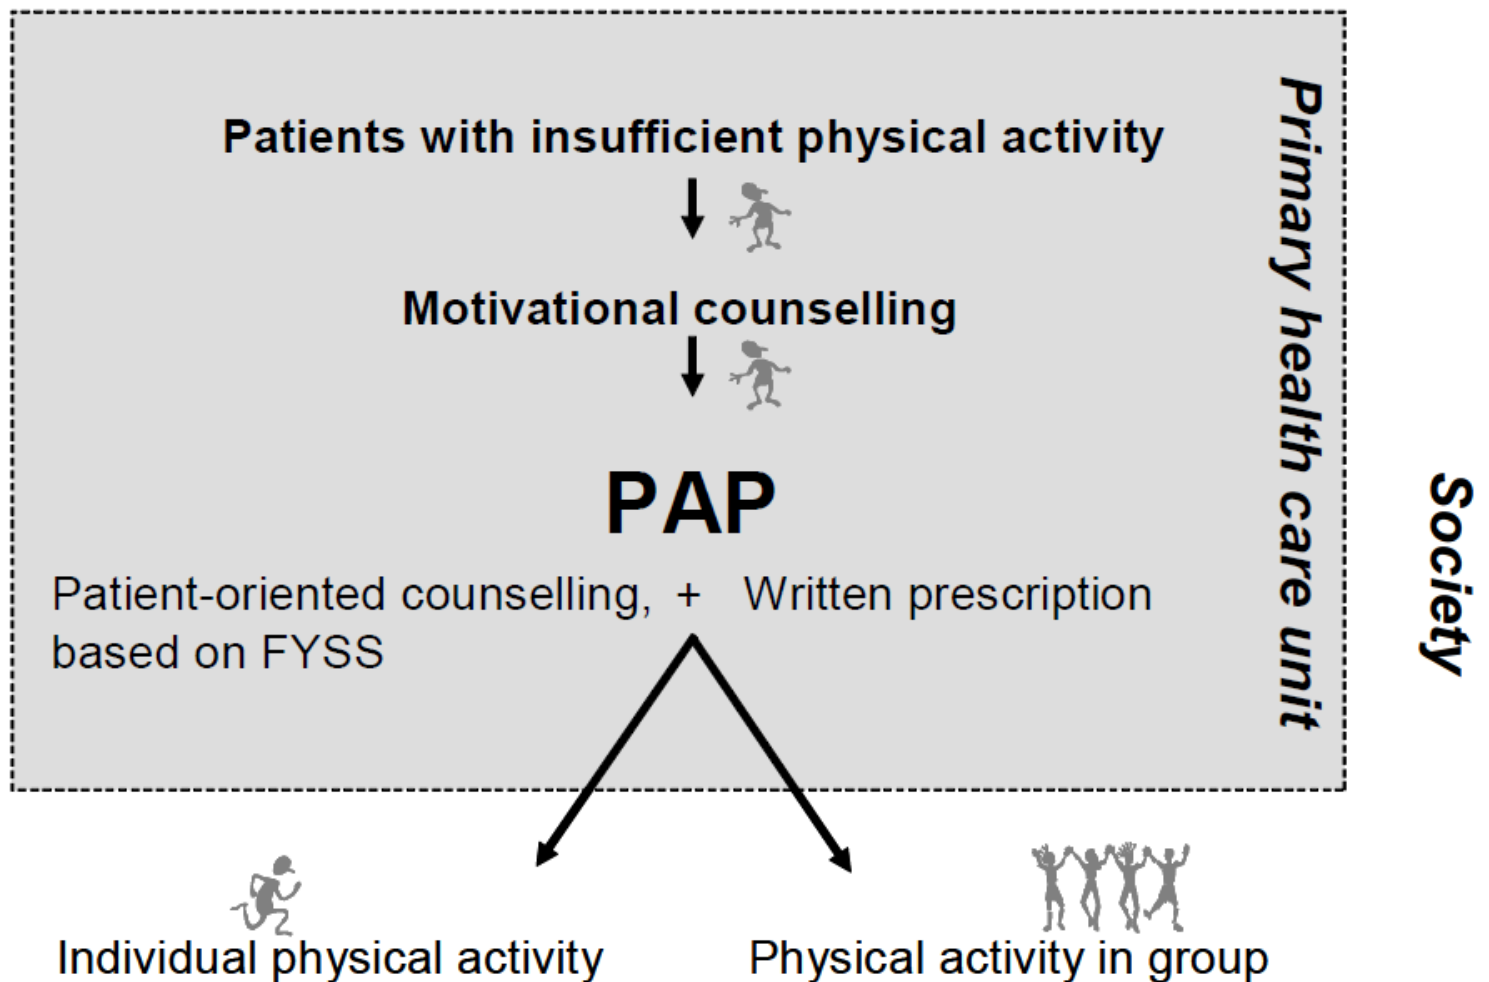 Patients with insufficient physical activity
Motivational counselling
PAP
Patient-oriented counselling, + Written prescription
based on FYSS
Primary health care unit
Society
Individual physical activity
Physical activity in group